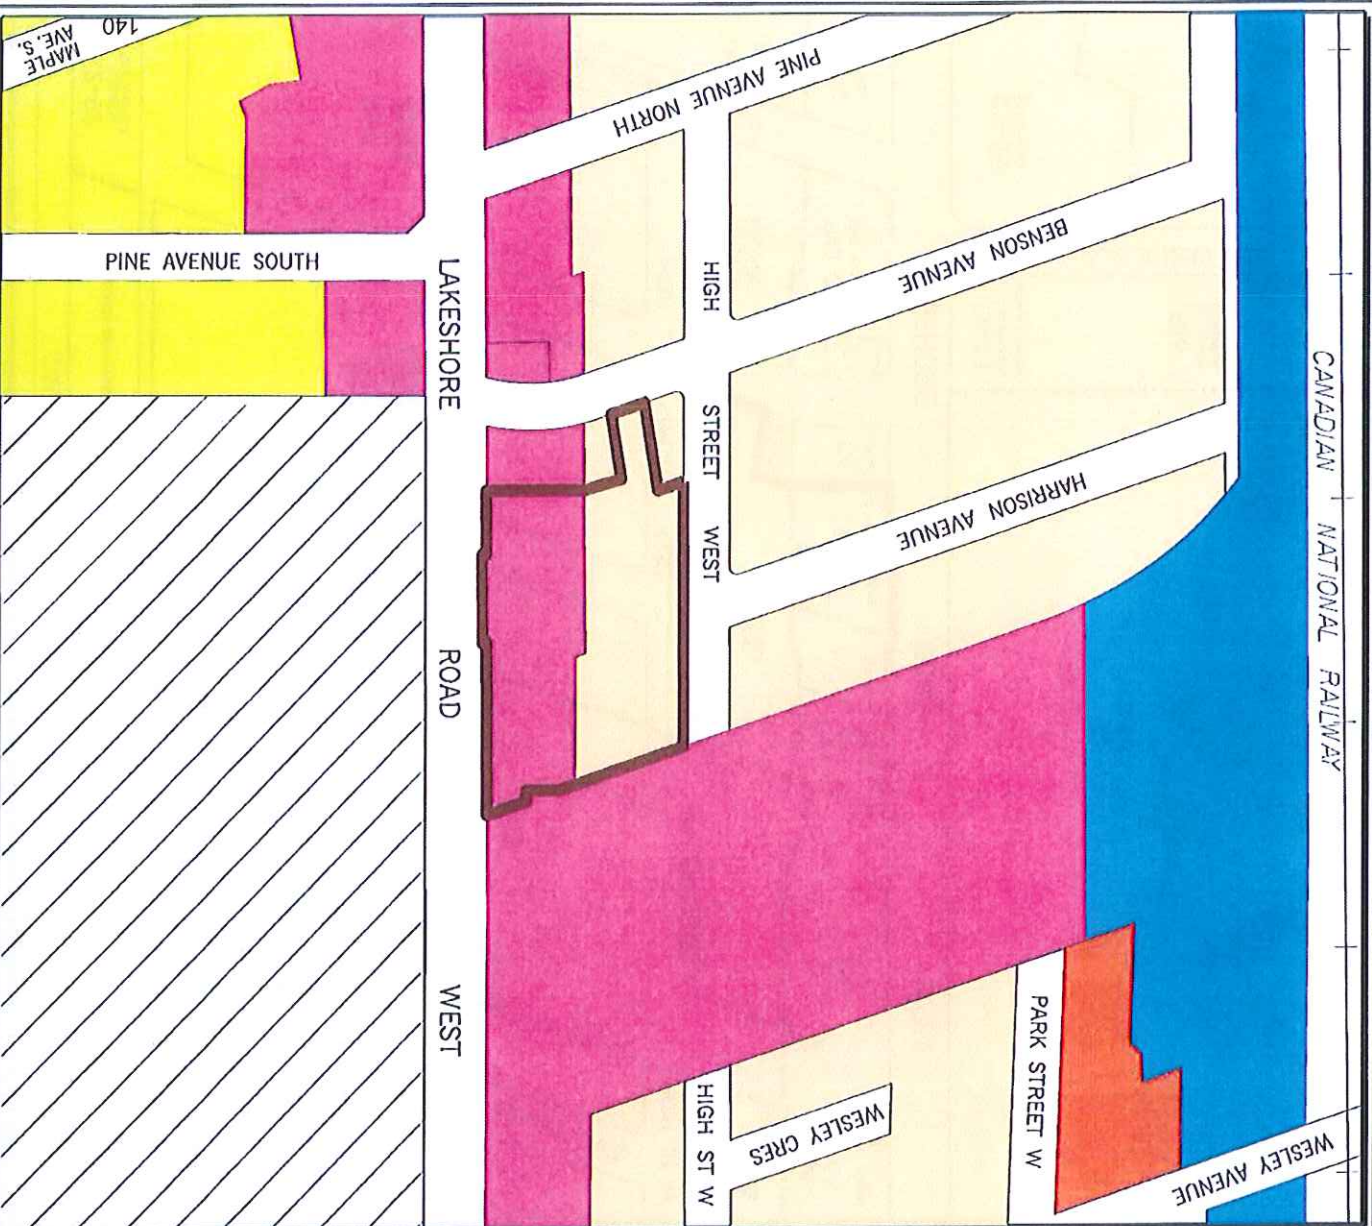 140
MAPLE
AVE. S.
PINE AVENUE NORTH
PINE AVENUE SOUTH
LAKESHORE ROAD WEST
HIGH STREET WEST
BENSON AVENUE
HARRISON AVENUE
CANADIAN NATIONAL RAILWAY
PARK STREET W
HIGH ST W
WESLEY CRES
WESLEY AVENUE